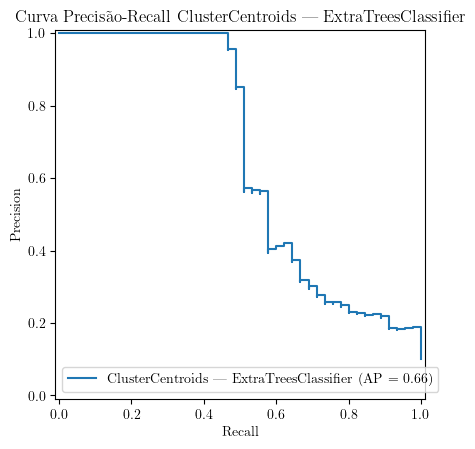 Curva Precisão-Recall ClusterCentroids — ExtraTreesClassifier
1.0
0.8
0.6
0.4
0.2
0.0
Precision
ClusterCentroids — ExtraTreesClassifier (AP = 0.66)
0.0 0.2 0.4 0.6 0.8 1.0
Recall